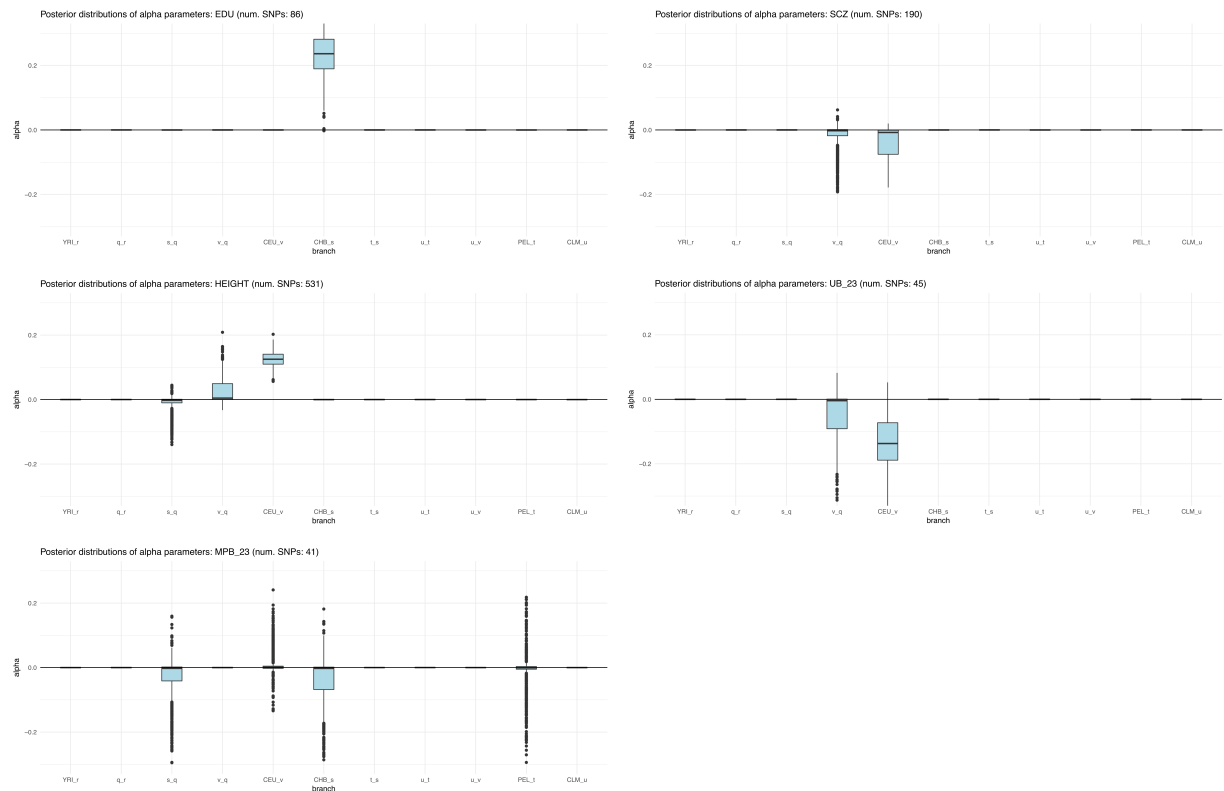 Posterior distributions of alpha parameters: EDU (num. SNPs: 86)
0.2
0.0
−0.2
alpha
YRI_r q_r s_q v_q CEU_v CHB_s t_s u_t u_v PEL_t CLM_u
branch
Posterior distributions of alpha parameters: SCZ (num. SNPs: 190)
0.2
0.0
−0.2
alpha
YRI_r q_r s_q v_q CEU_v CHB_s t_s u_t u_v PEL_t CLM_u
branch
Posterior distributions of alpha parameters: HEIGHT (num. SNPs: 531)
0.2
0.0
−0.2
alpha
YRI_r q_r s_q v_q CEU_v CHB_s t_s u_t u_v PEL_t CLM_u
branch
Posterior distributions of alpha parameters: UB_23 (num. SNPs: 45)
0.2
0.0
−0.2
alpha
YRI_r q_r s_q v_q CEU_v CHB_s t_s u_t u_v PEL_t CLM_u
branch
Posterior distributions of alpha parameters: MPB_23 (num. SNPs: 41)
0.2
0.0
−0.2
alpha
YRI_r q_r s_q v_q CEU_v CHB_s t_s u_t u_v PEL_t CLM_u
branch